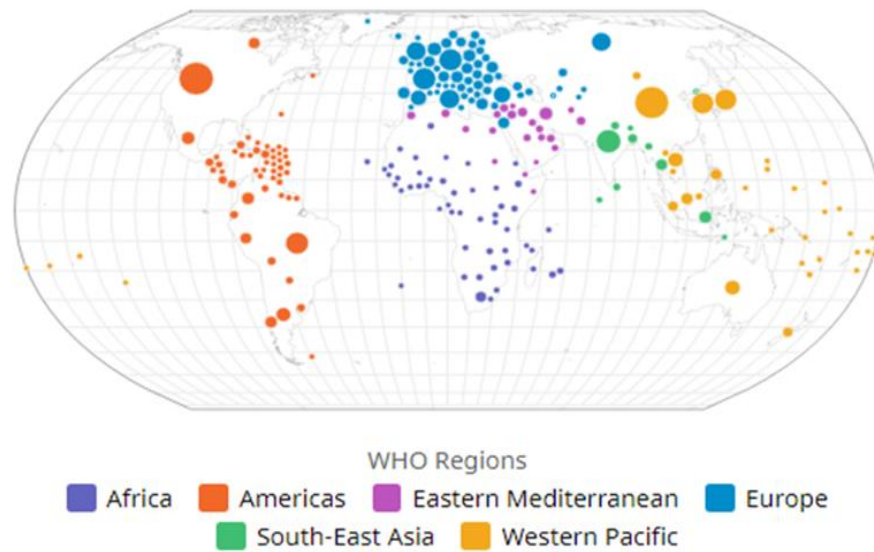 WHO Regions
Africa Americas Eastern Mediterranean Europe
South-East Asia Western Pacific